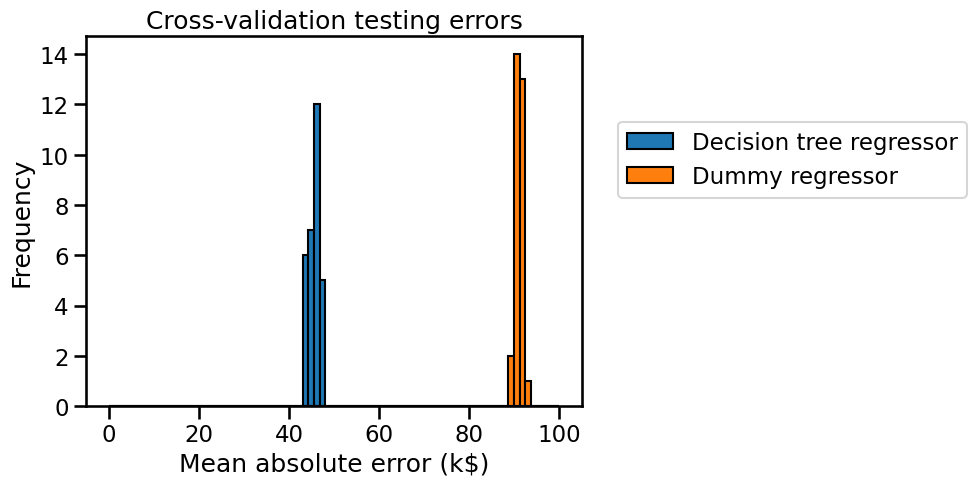 Cross-validation testing errors
14
12
10
8
6
4
2
0
Frequency
0 20 40 60 80 100
Mean absolute error (k$)
Decision tree regressor
Dummy regressor